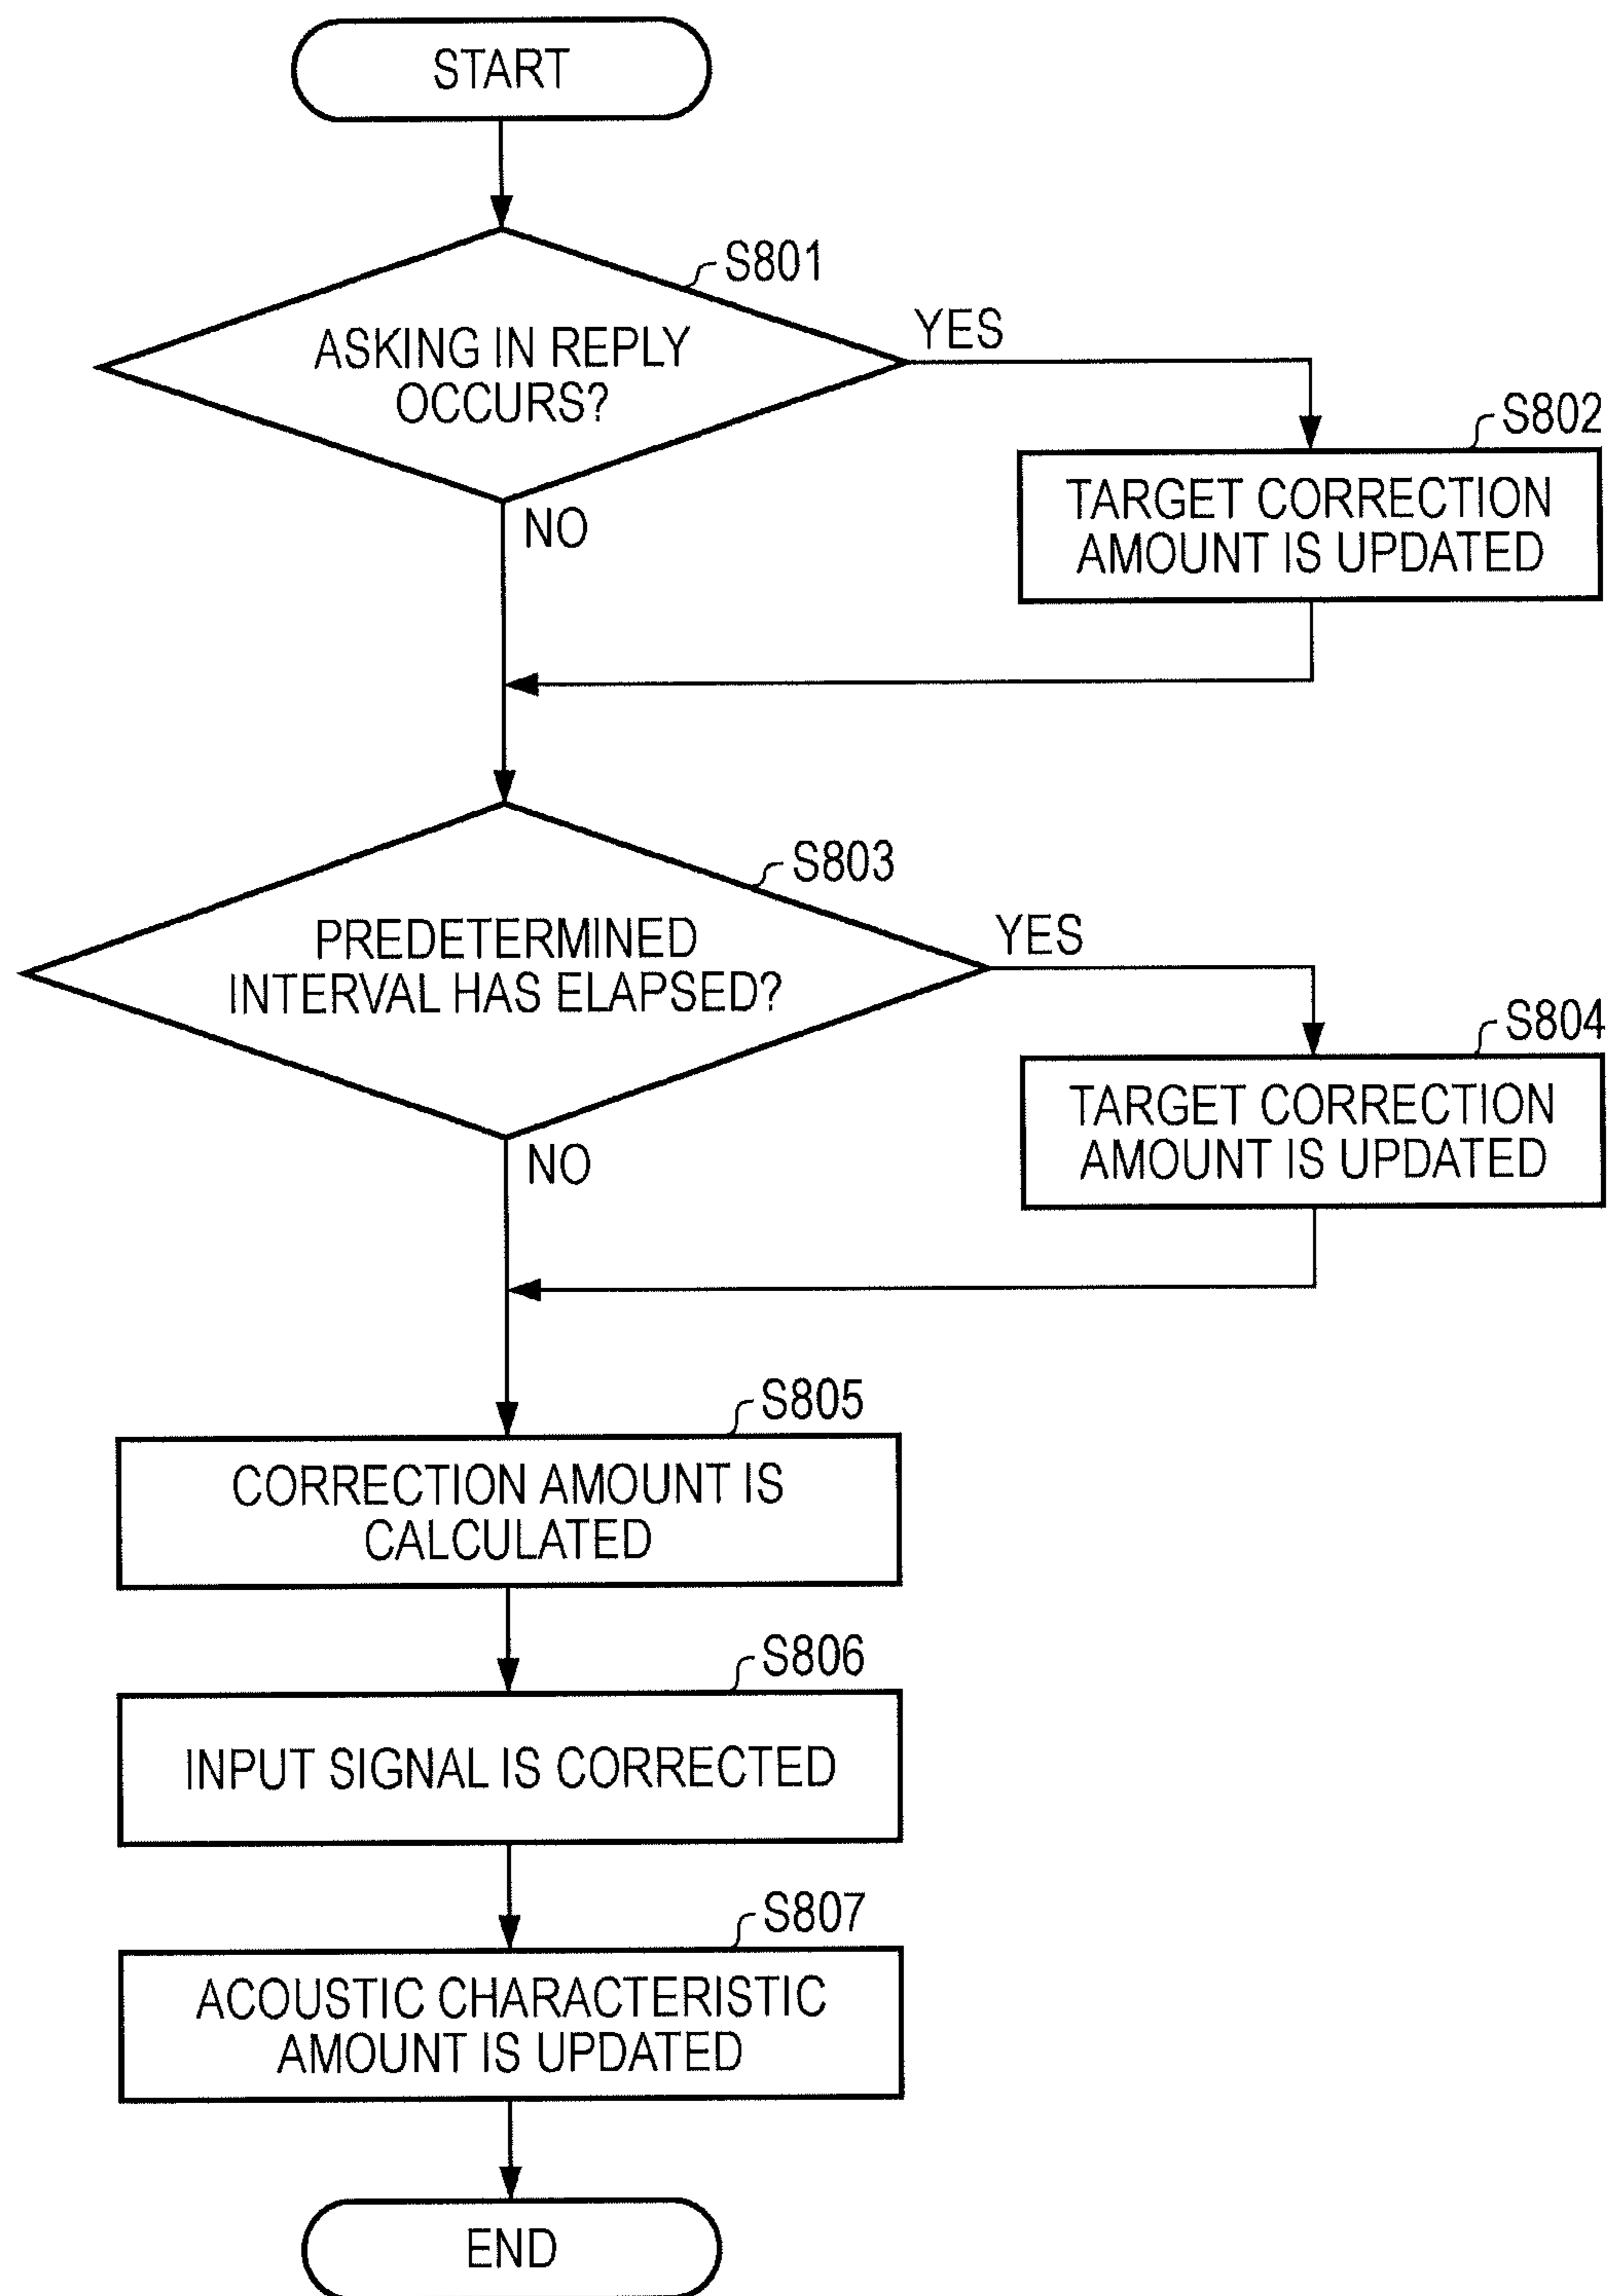 START
S801
ASKING IN REPLY
OCCURS?
YES
S802
TARGET CORRECTION
AMOUNT IS UPDATED
NO
S803
PREDETERMINED
INTERVAL HAS ELAPSED?
YES
S804
TARGET CORRECTION
AMOUNT IS UPDATED
NO
S805
CORRECTION AMOUNT IS
CALCULATED
S806
INPUT SIGNAL IS CORRECTED
S807
ACOUSTIC CHARACTERISTIC
AMOUNT IS UPDATED
END